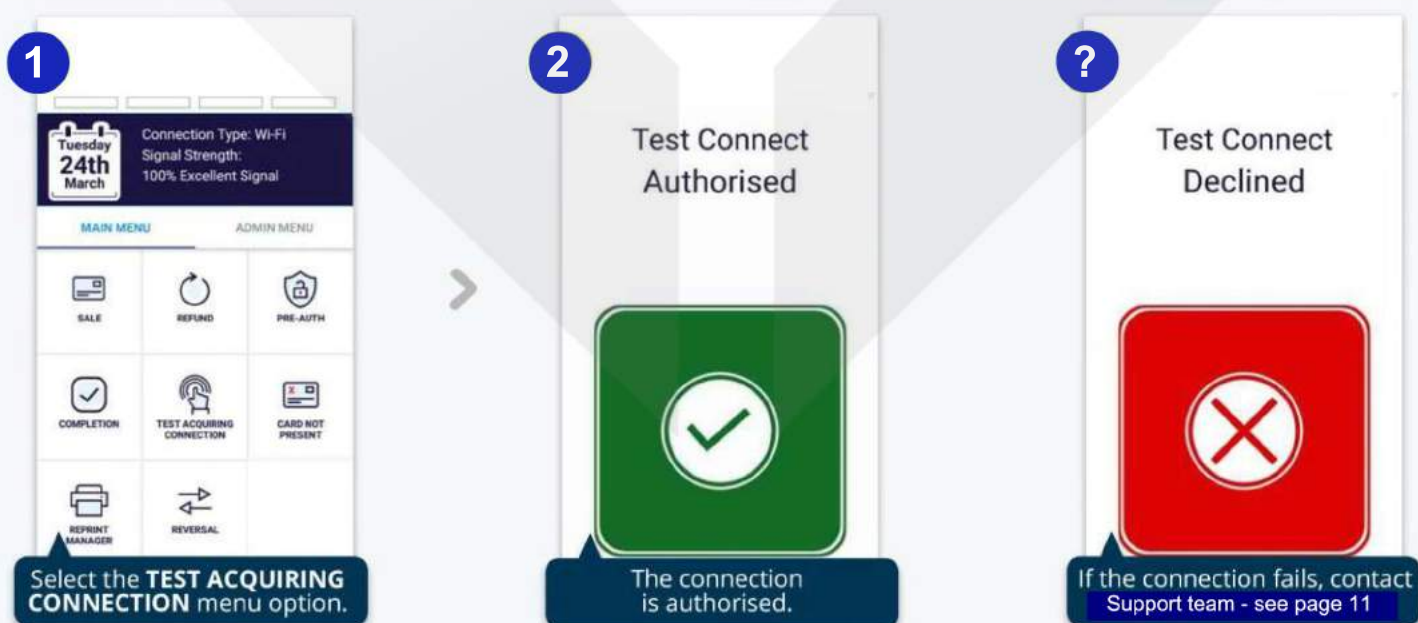 1
Tuesday
24th
March
Connection Type: Wi-Fi
Signal Strength:
100% Excellent Signal
MAIN MENU
ADMIN MENU
SALE
REFUND
PRE-AUTH
COMPLETION
TEST ACQUIRING
CONNECTION
CARD NOT
PRESENT
REPRINT
MANAGER
REVERSAL
Select the TEST ACQUIRING
CONNECTION menu option.
2
Test Connect
Authorised
The connection
is authorised.
?
Test Connect
Declined
If the connection fails, contact
Support team - see page 11